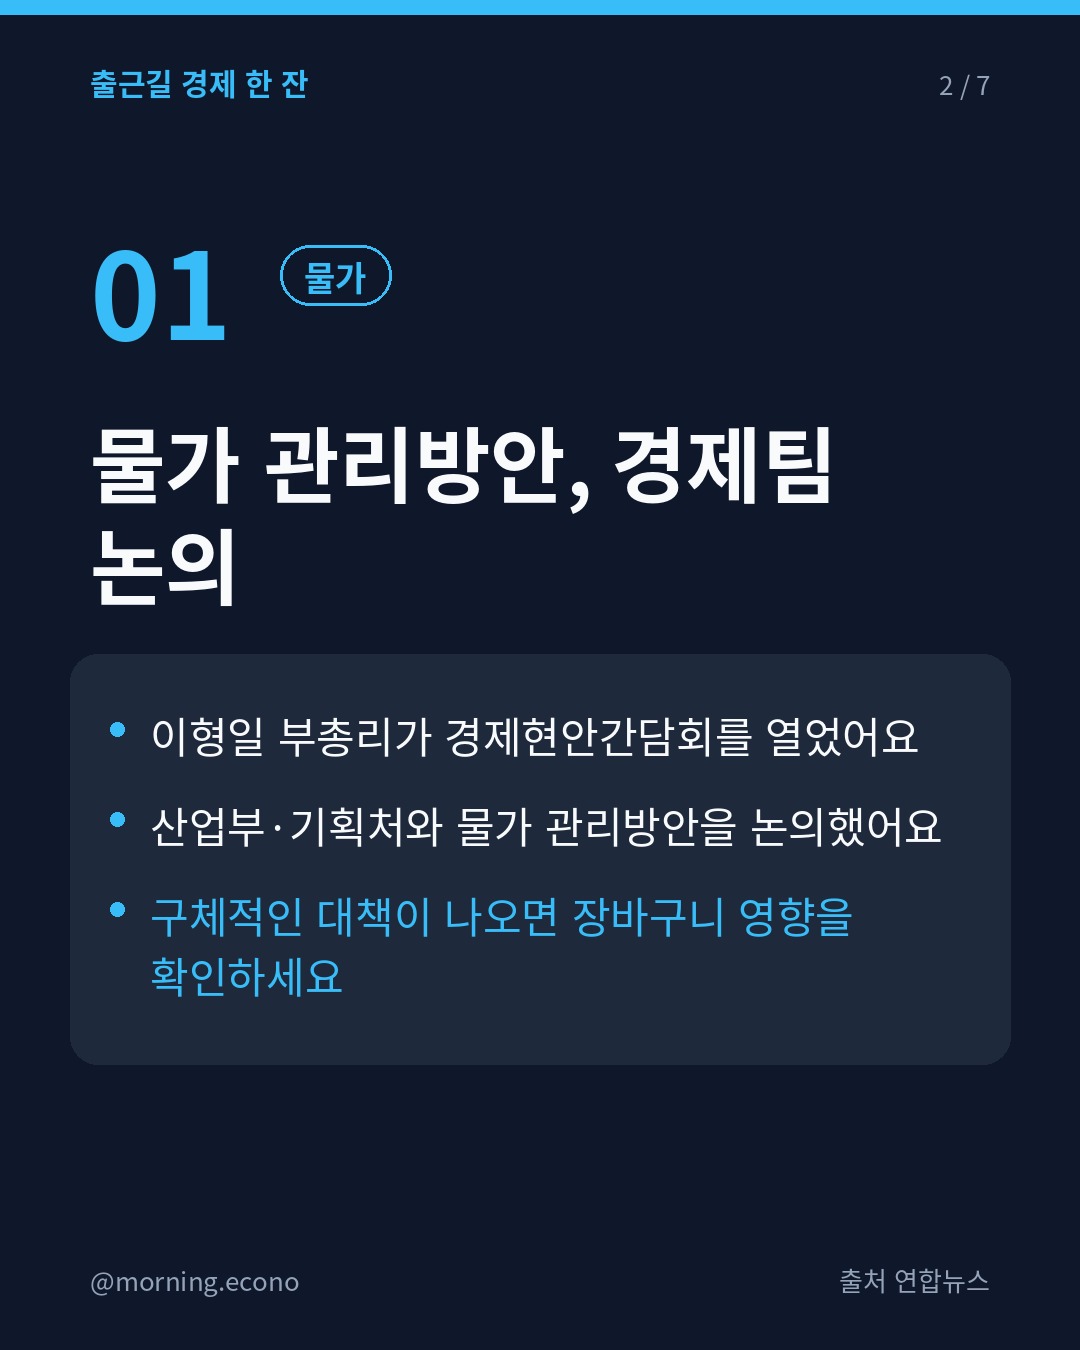 출근길 경제 한 잔
2 / 7
01
물가
물가 관리방안, 경제팀
논의
이형일 부총리가 경제현안간담회를 열었어요
산업부·기획처와 물가 관리방안을 논의했어요
구체적인 대책이 나오면 장바구니 영향을
확인하세요
@morning.econo
출처 연합뉴스